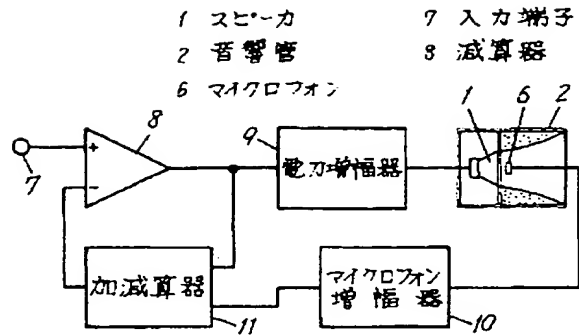 1 スピーカ
2 音響管
6 マイクロフォン
7 入力端子
8 減算器
8
9
1 6 2
7
+
−
電力増幅器
加減算器
11
マイクロフォン
増幅器
10